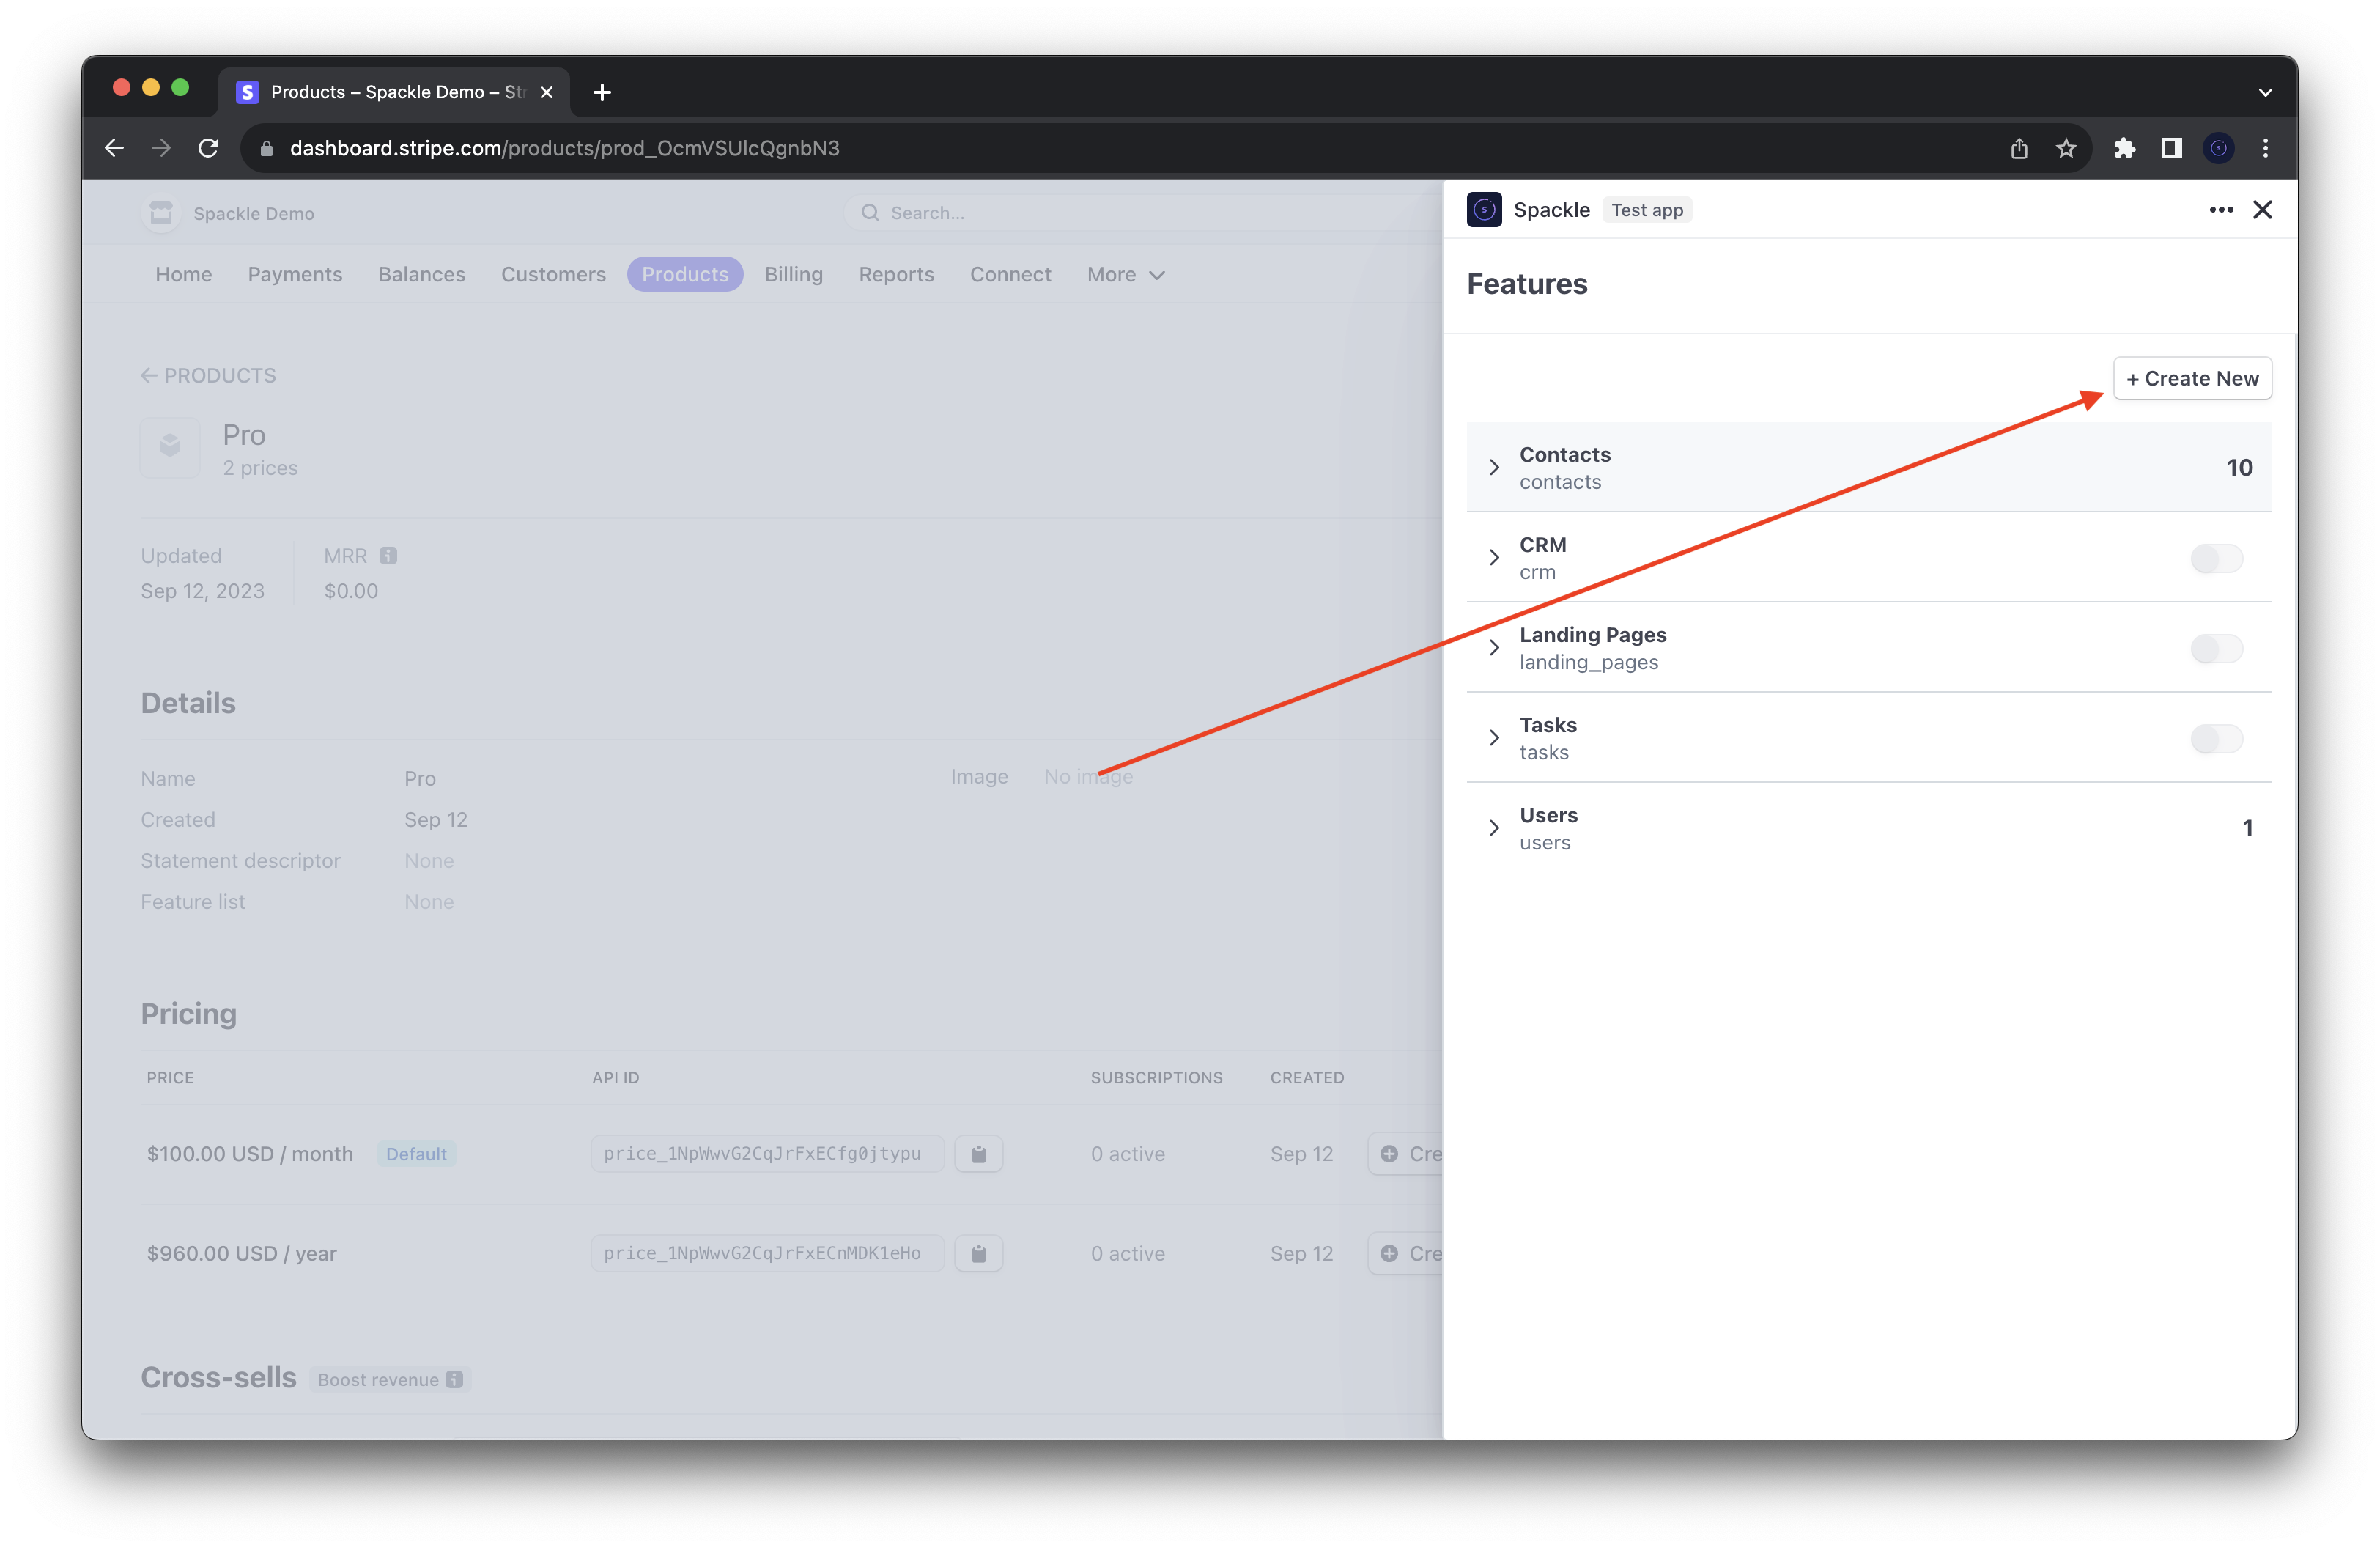 Products – Spackle Demo – Str
dashboard.stripe.com/products/prod_OcmVSUlcQgnbN3
Spackle Demo
Search...
Home Payments Balances Customers Products Billing Reports Connect More
PRODUCTS
Pro
2 prices
Updated MRR
Sep 12, 2023 $0.00
Details
Name Pro Image No image
Created Sep 12
Statement descriptor None
Feature list None
Pricing
PRICE API ID SUBSCRIPTIONS CREATED
$100.00 USD / month Default price_1NpWwvG2CqJrFxECfg0jtypu 0 active Sep 12 Cre
$960.00 USD / year price_1NpWwvG2CqJrFxECnMDK1eHo 0 active Sep 12 Cre
Cross-sells Boost revenue
Spackle Test app
Features
+ Create New
Contacts
contacts
10
CRM
crm
Landing Pages
landing_pages
Tasks
tasks
Users
users
1